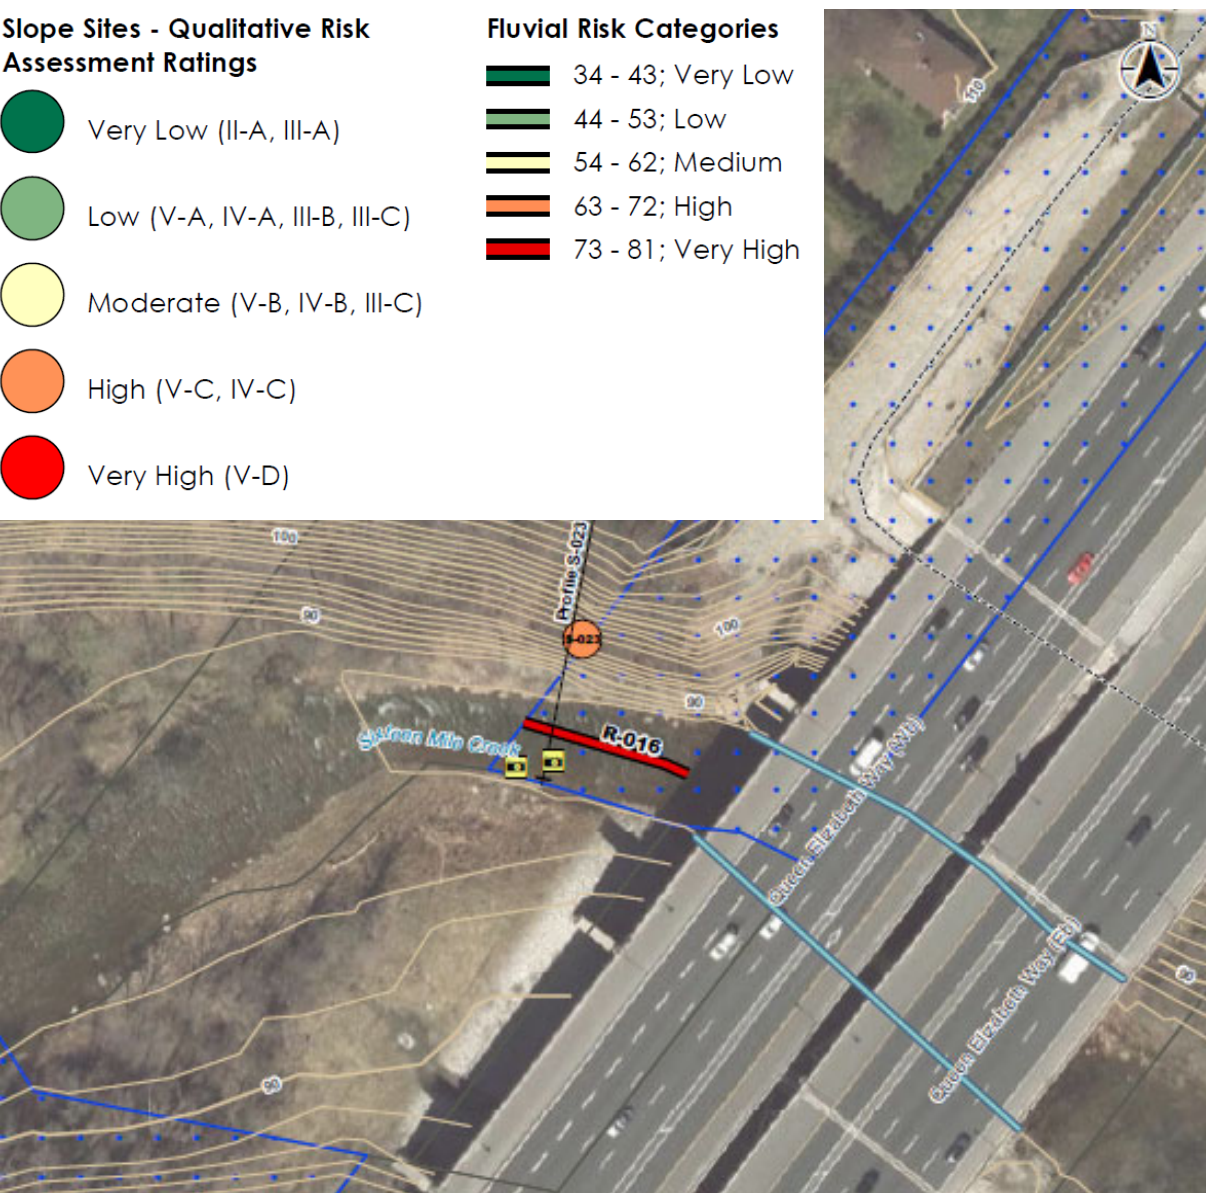 Slope Sites - Qualitative Risk
Assessment Ratings
Very Low (II-A, III-A)
Low (V-A, IV-A, III-B, III-C)
Moderate (V-B, IV-B, III-C)
High (V-C, IV-C)
Very High (V-D)
Fluvial Risk Categories
34 - 43; Very Low
44 - 53; Low
54 - 62; Medium
63 - 72; High
73 - 81; Very High
N
110
100
Profile S-023
90
S-023
100
90
R-016
Sixteen Mile Creek
Queen Elizabeth Way (Wb)
Queen Elizabeth Way (Eb)
90
90